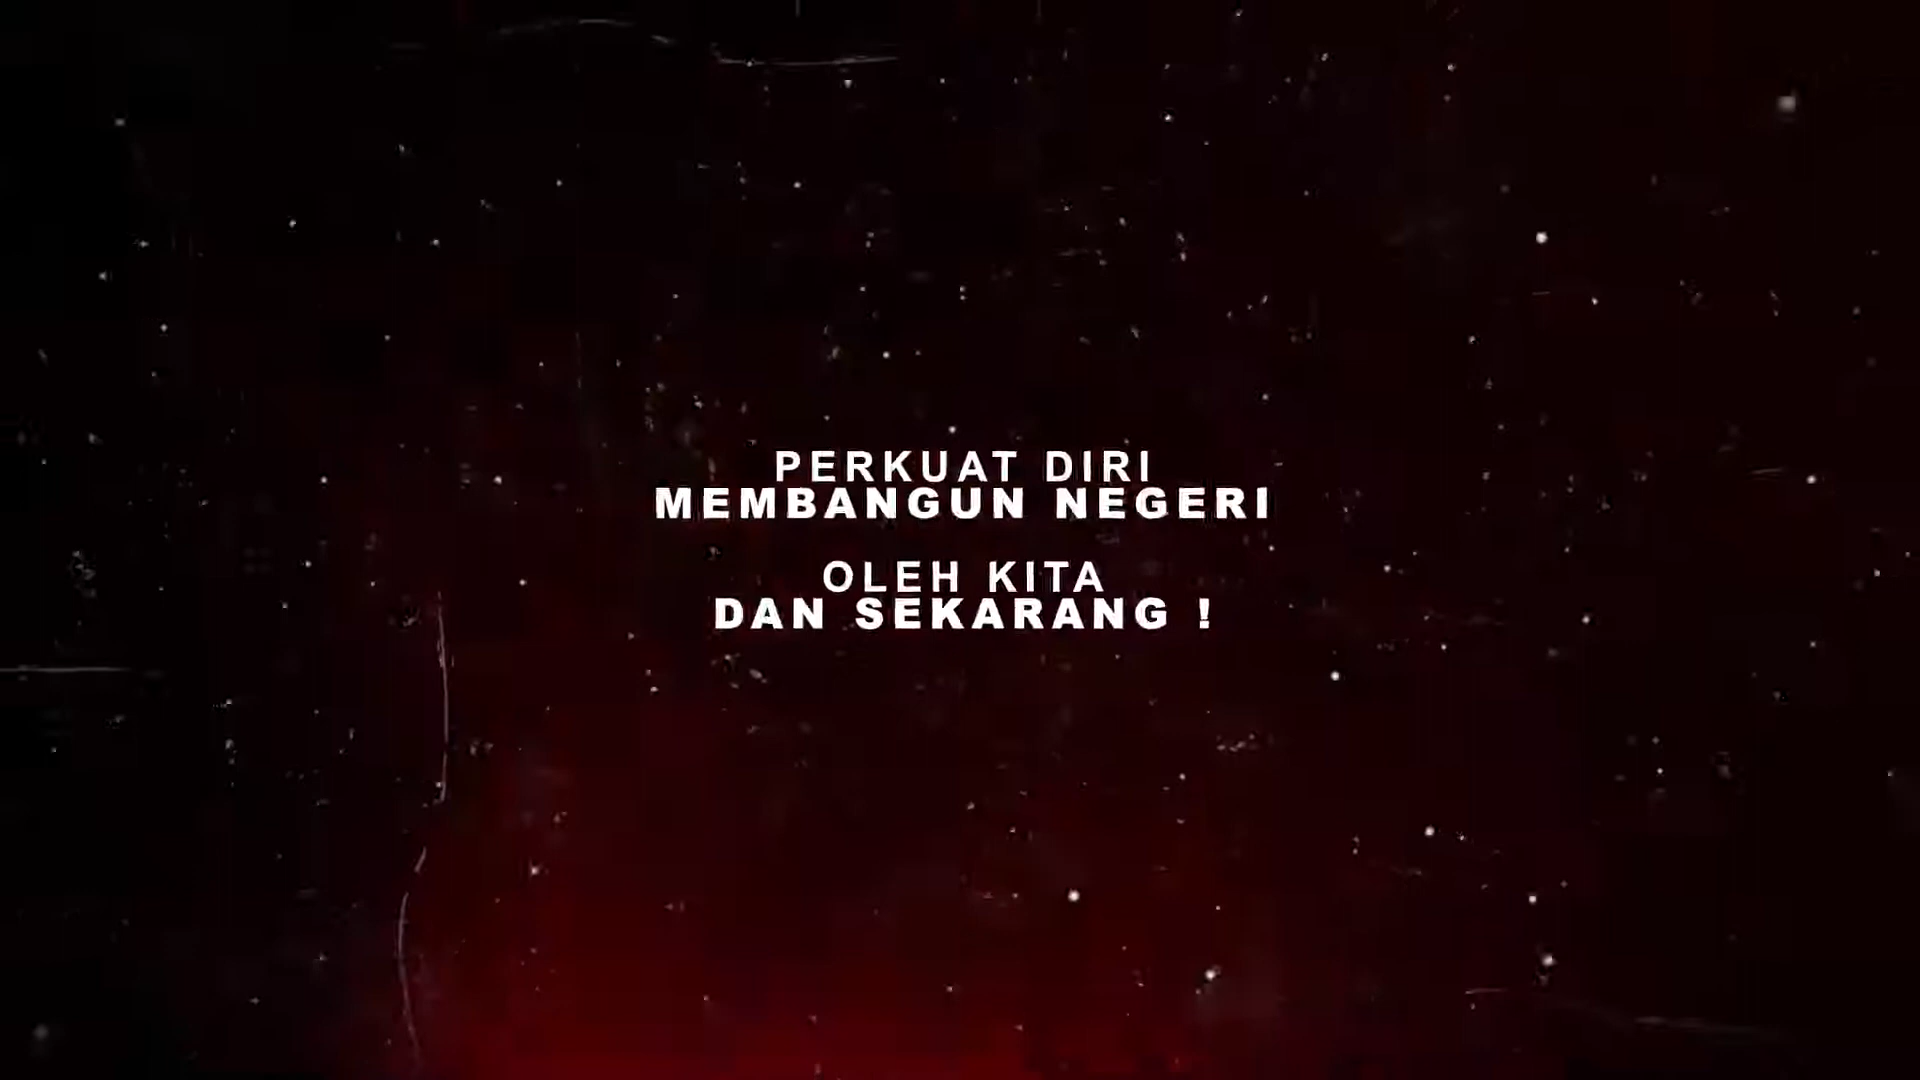 PERKUAT DIRI
MEMBANGUN NEGERI
OLEH KITA
DAN SEKARANG !